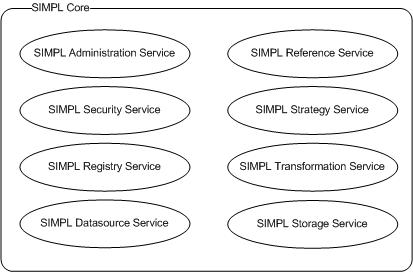 SIMPL Core
SIMPL Administration Service
SIMPL Reference Service
SIMPL Security Service
SIMPL Strategy Service
SIMPL Registry Service
SIMPL Transformation Service
SIMPL Datasource Service
SIMPL Storage Service